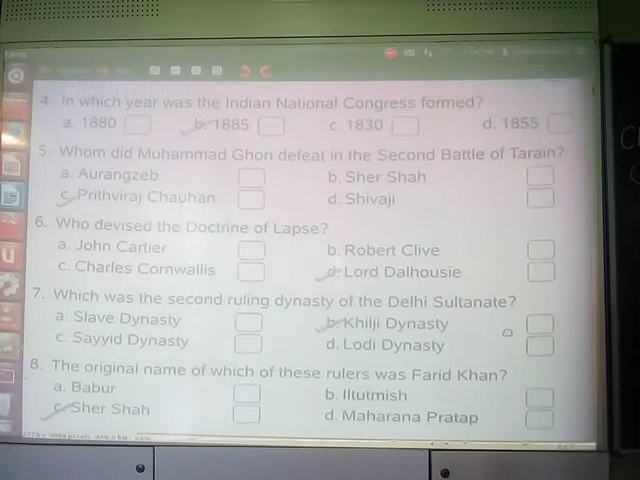 4. In which year was the Indian National Congress formed?
a. 1880 b. 1885 c. 1830 d. 1855
5. Whom did Muhammad Ghori defeat in the Second Battle of Tarain?
a. Aurangzeb b. Sher Shah
c. Prithviraj Chauhan d. Shivaji
6. Who devised the Doctrine of Lapse?
a. John Cartier b. Robert Clive
c. Charles Cornwallis d. Lord Dalhousie
7. Which was the second ruling dynasty of the Delhi Sultanate?
a. Slave Dynasty b. Khilji Dynasty
c. Sayyid Dynasty d. Lodi Dynasty
8. The original name of which of these rulers was Farid Khan?
a. Babur b. Iltutmish
c. Sher Shah d. Maharana Pratap